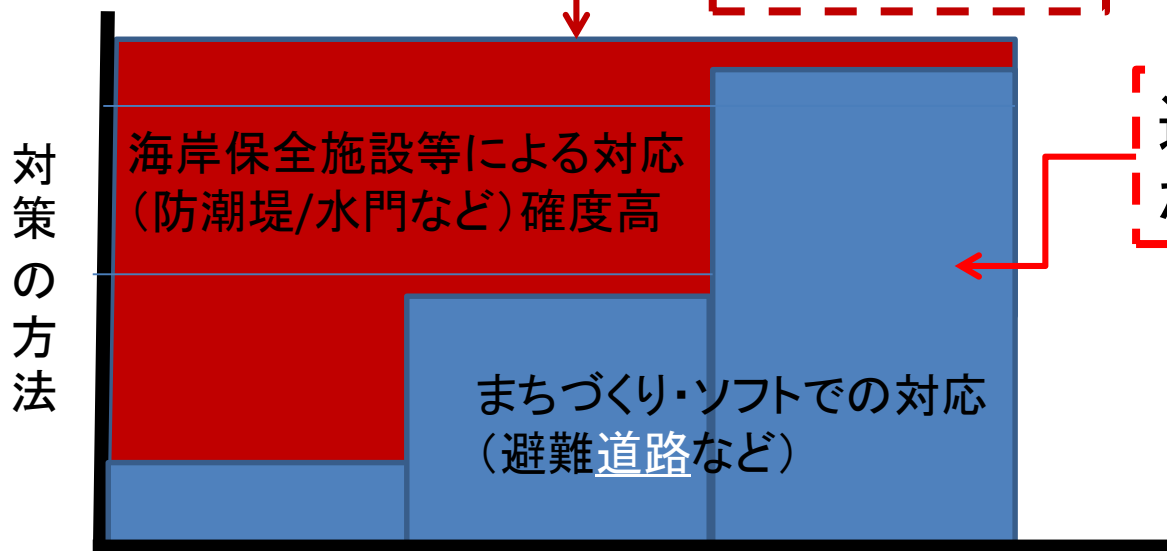 対策の方法
海岸保全施設等による対応
（防潮堤/水門など）確度高
まちづくり・ソフトでの対応
（避難道路など）